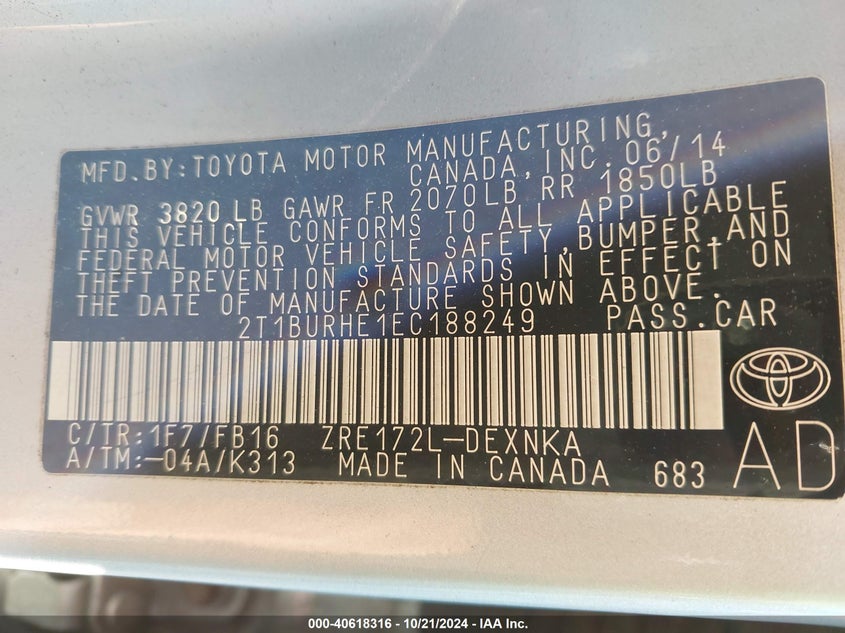 MFD. BY: TOYOTA MOTOR MANUFACTURING,
CANADA, INC. 06/14
GVWR 3820 LB GAWR FR 2070LB, RR 1850LB
THIS VEHICLE CONFORMS TO ALL APPLICABLE
FEDERAL MOTOR VEHICLE SAFETY, BUMPER, AND
THEFT PREVENTION STANDARDS IN EFFECT ON
THE DATE OF MANUFACTURE SHOWN ABOVE.
2T1BURHE1EC188249 PASS.CAR
C/TR: 1F7/FB16 ZRE172L-DEXNKA
A/TM:-04A/K313 MADE IN CANADA 683
AD
000-40618316 - 10/21/2024 - IAA Inc.